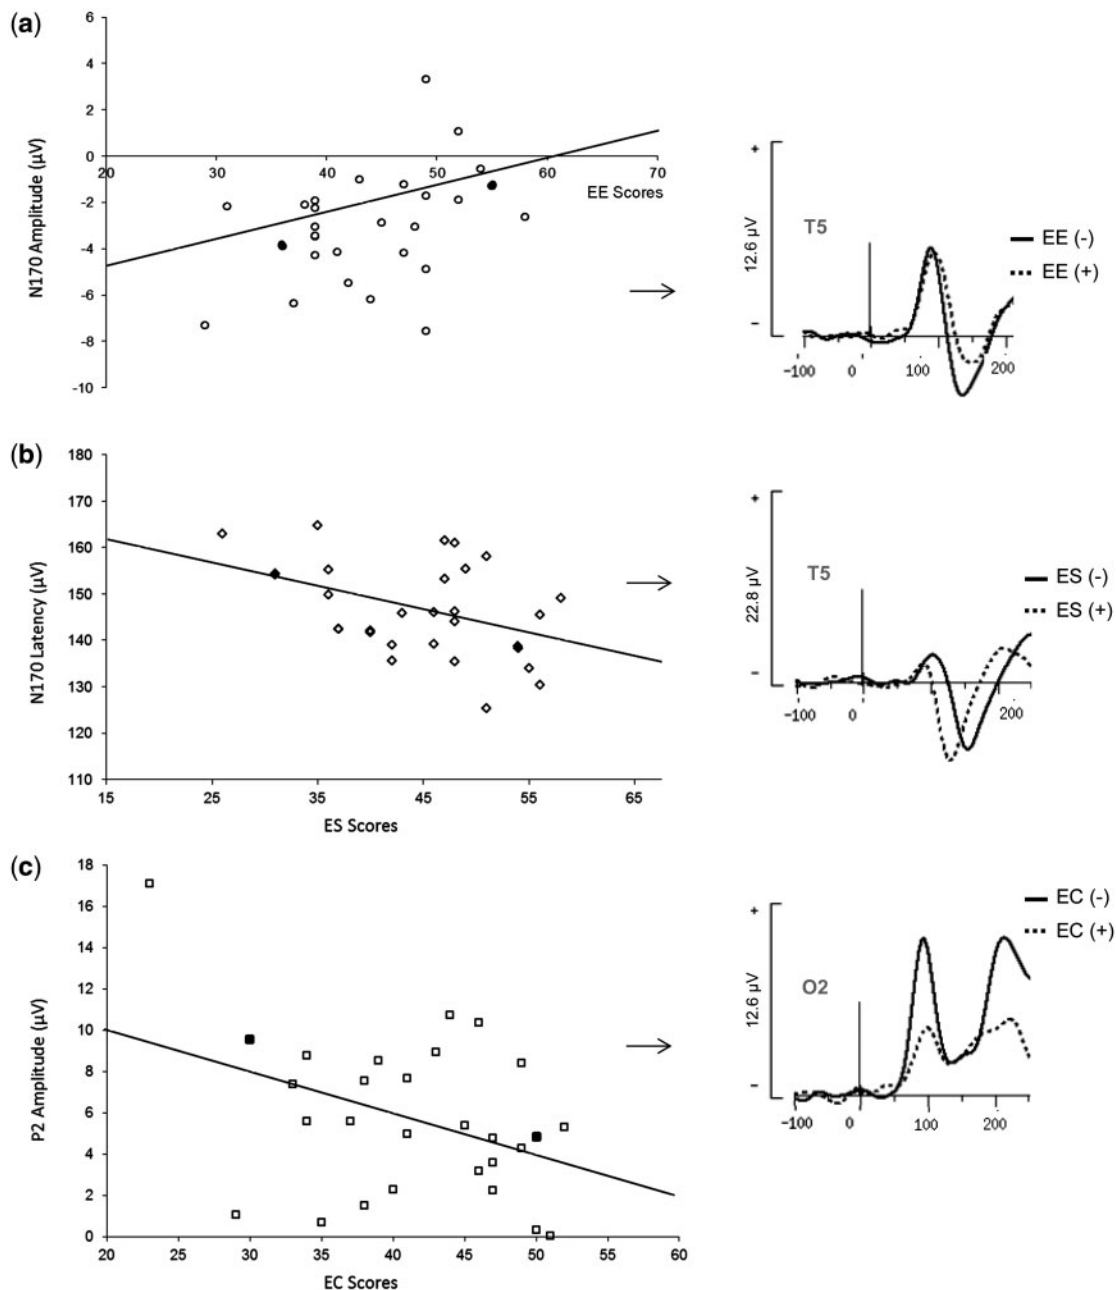 (a)
6
4
2
0
-2
-4
-6
-8
-10
20 30 40 50 60 70
EE Scores
N170 Amplitude (µV)
+
12.6 µV
−
T5
EE (-)
EE (+)
−100 0 100 200
(b)
180
170
160
150
140
130
120
110
15 25 35 45 55 65
ES Scores
N170 Latency (µV)
+
22.8 µV
−
T5
ES (-)
ES (+)
−100 0 200
(c)
18
16
14
12
10
8
6
4
2
0
20 25 30 35 40 45 50 55 60
EC Scores
P2 Amplitude (µV)
+
12.6 µV
−
O2
EC (-)
EC (+)
−100 0 100 200